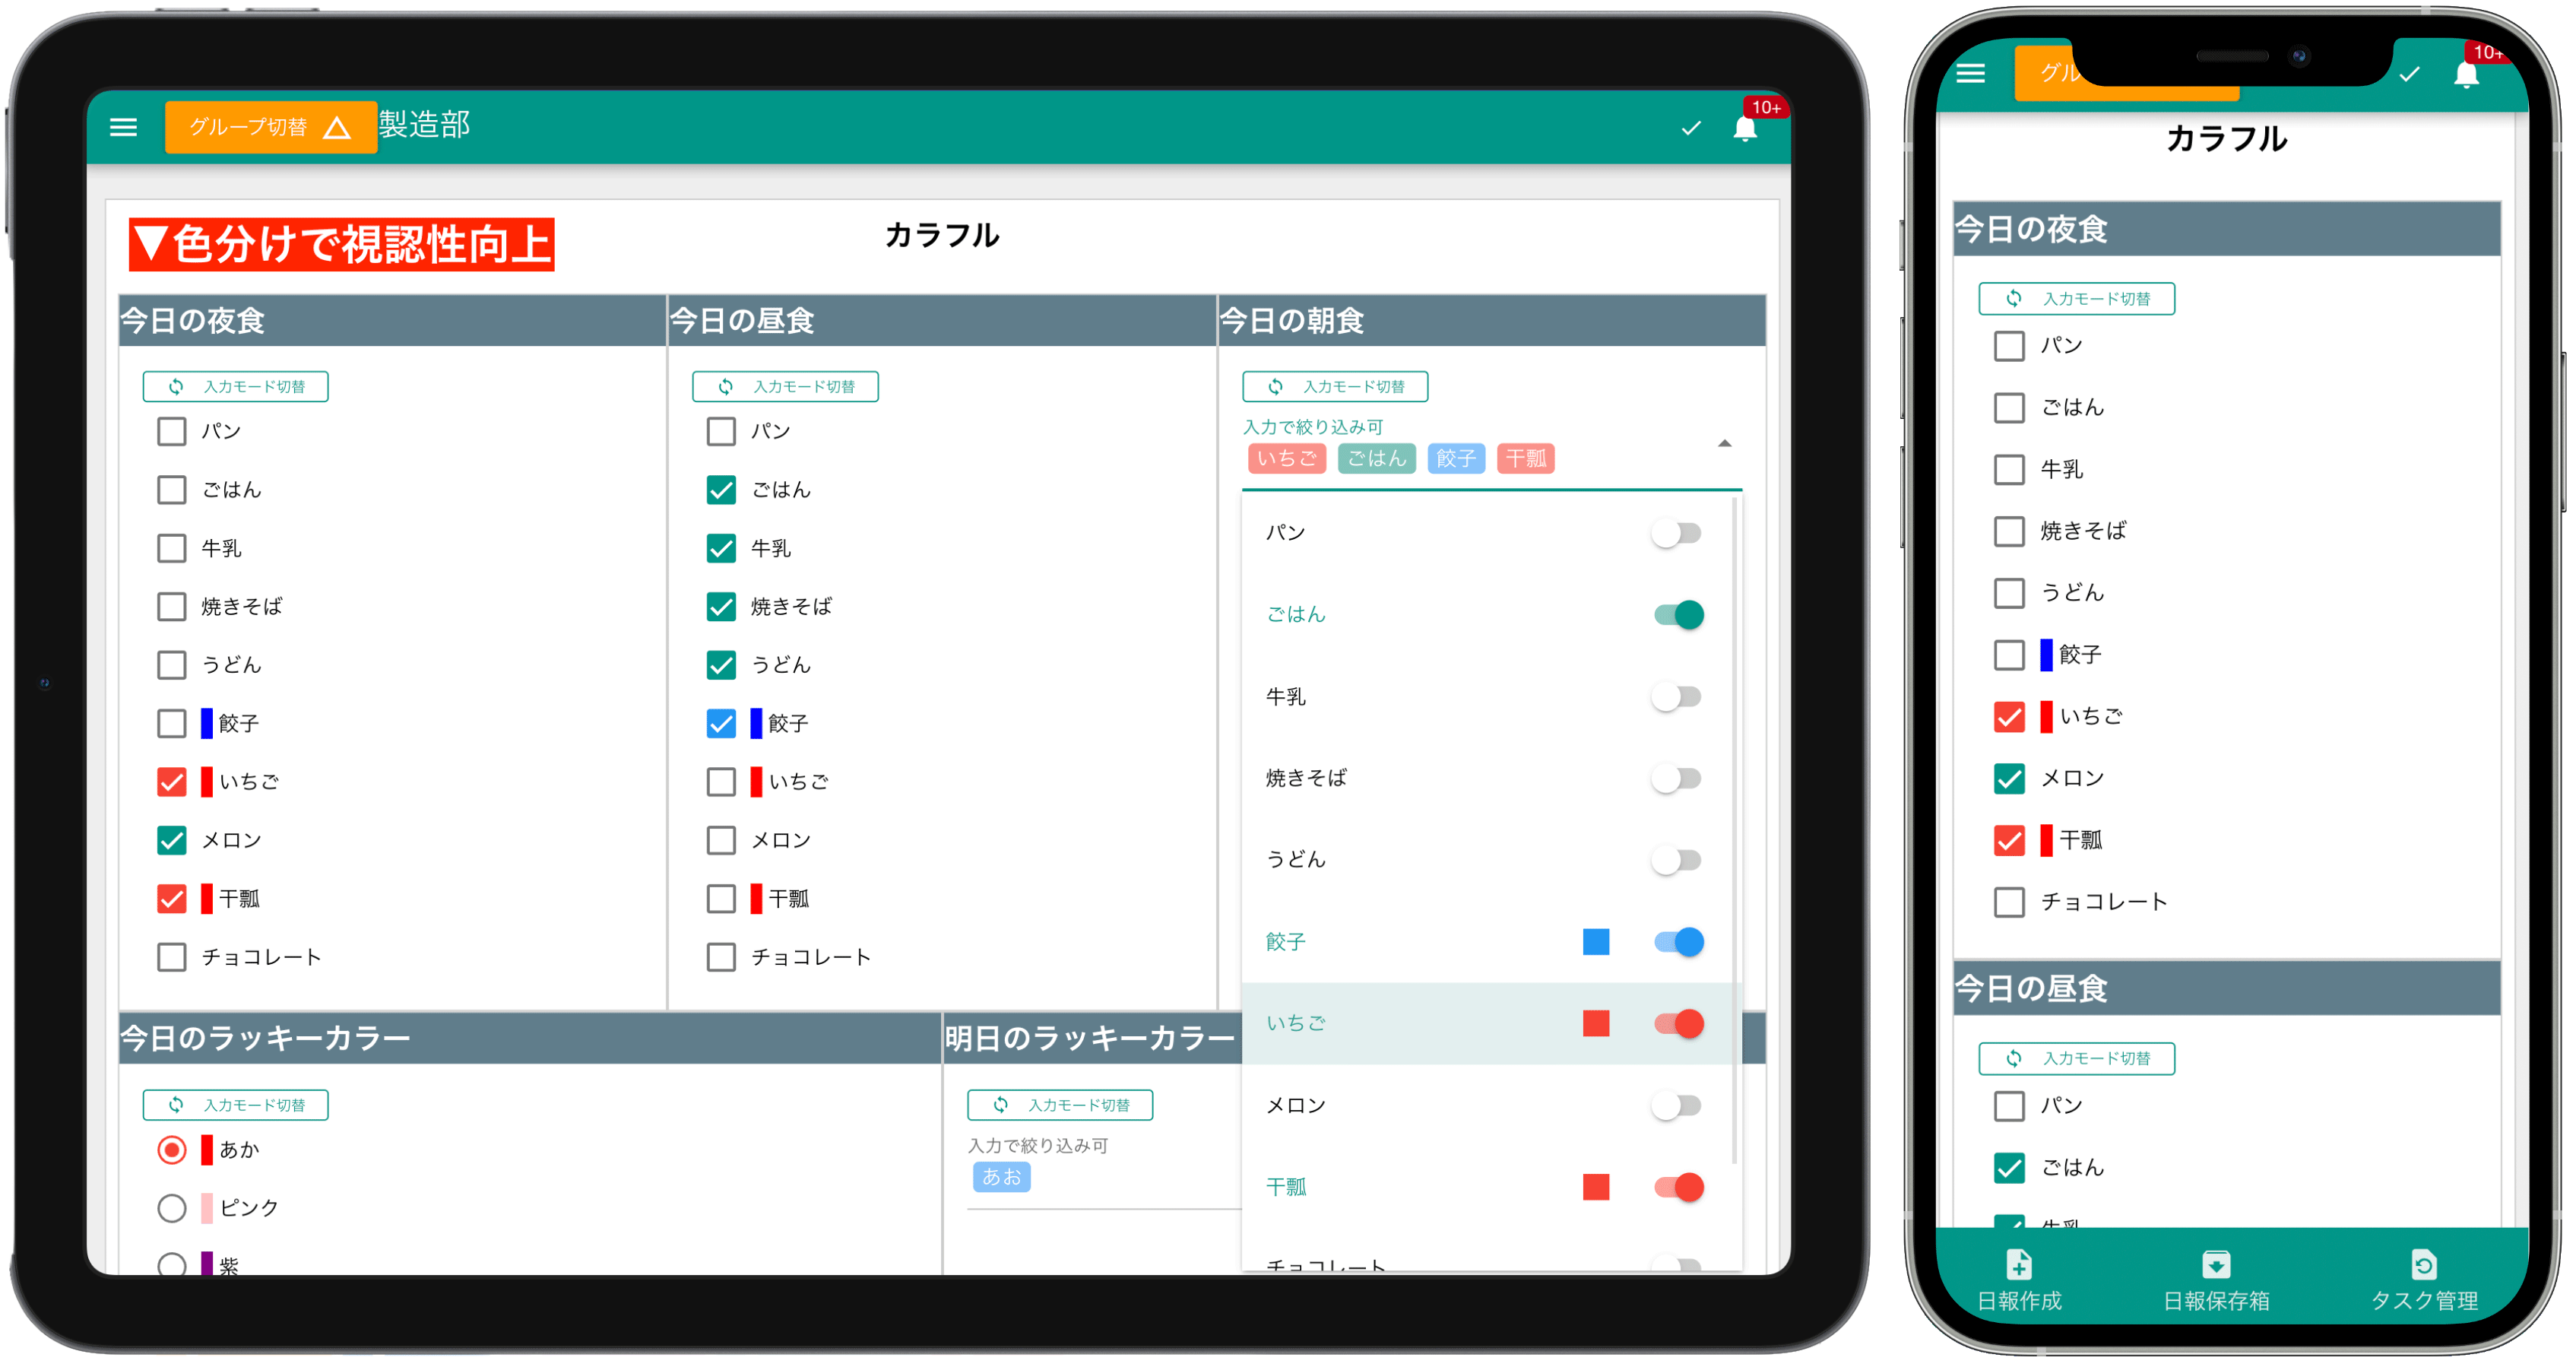 グループ切替
製造部
10+
▼色分けで視認性向上
カラフル
今日の夜食
入力モード切替
パン
ごはん
牛乳
焼きそば
うどん
餃子
いちご
メロン
干瓢
チョコレート
今日の昼食
入力モード切替
パン
ごはん
牛乳
焼きそば
うどん
餃子
いちご
メロン
干瓢
チョコレート
今日の朝食
入力モード切替
入力で絞り込み可
いちご ごはん 餃子 干瓢
パン
ごはん
牛乳
焼きそば
うどん
餃子
いちご
メロン
干瓢
チョコレート
今日のラッキーカラー
入力モード切替
あか
ピンク
紫
明日のラッキーカラー
入力モード切替
入力で絞り込み可
あお
グル
10+
カラフル
今日の夜食
入力モード切替
パン
ごはん
牛乳
焼きそば
うどん
餃子
いちご
メロン
干瓢
チョコレート
今日の昼食
入力モード切替
パン
ごはん
牛乳
日報作成
日報保存箱
タスク管理